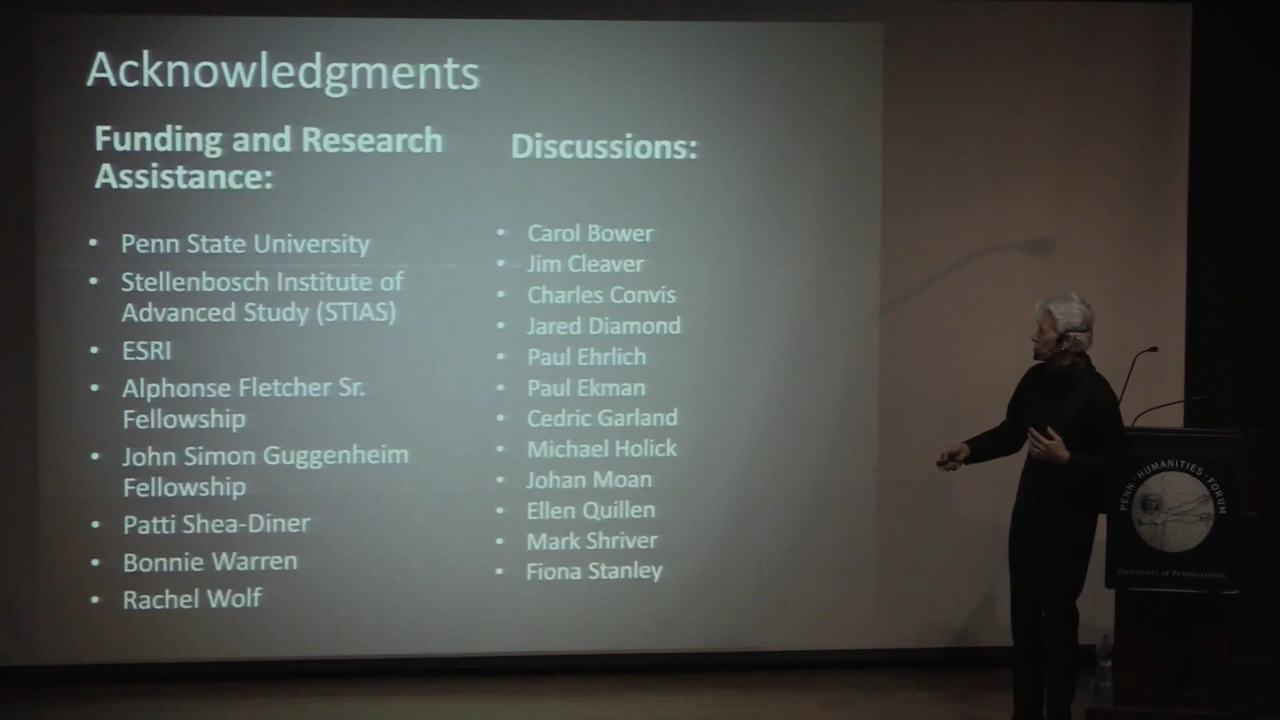 Acknowledgments
Funding and Research
Assistance:
• Penn State University
• Stellenbosch Institute of
Advanced Study (STIAS)
• ESRI
• Alphonse Fletcher Sr.
Fellowship
• John Simon Guggenheim
Fellowship
• Patti Shea-Diner
• Bonnie Warren
• Rachel Wolf
Discussions:
• Carol Bower
• Jim Cleaver
• Charles Convis
• Jared Diamond
• Paul Ehrlich
• Paul Ekman
• Cedric Garland
• Michael Holick
• Johan Moan
• Ellen Quillen
• Mark Shriver
• Fiona Stanley
PENN · HUMANITIES · FORUM
UNIVERSITY of PENNSYLVANIA